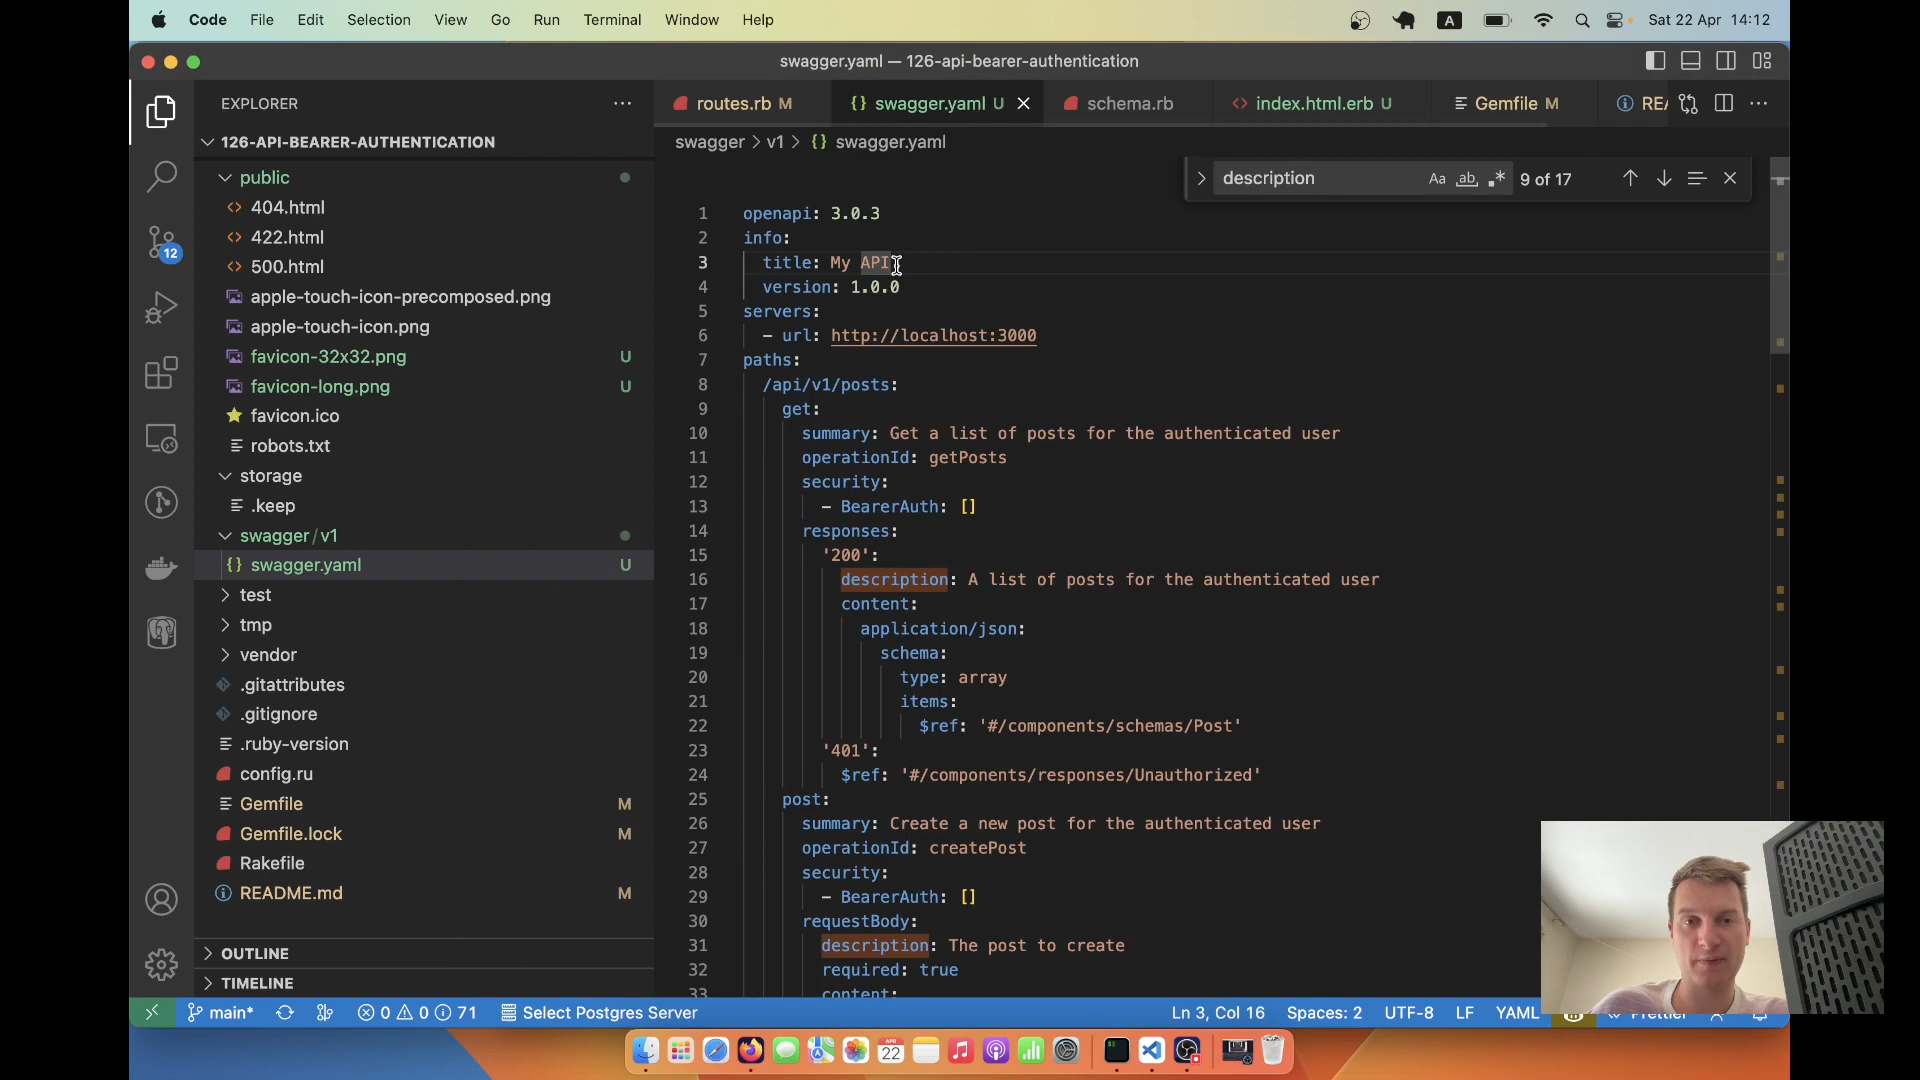 Code File Edit Selection View Go Run Terminal Window Help
A
Sat 22 Apr 14:12
swagger.yaml — 126-api-bearer-authentication
EXPLORER
routes.rb M
{} swagger.yaml U
schema.rb
<> index.html.erb U
Gemfile M
REA
126-API-BEARER-AUTHENTICATION
swagger > v1 > {} swagger.yaml
description
Aa ab .*
9 of 17
public
<> 404.html
<> 422.html
<> 500.html
apple-touch-icon-precomposed.png
apple-touch-icon.png
favicon-32x32.png U
favicon-long.png U
favicon.ico
robots.txt
storage
.keep
swagger/v1
{} swagger.yaml U
test
tmp
vendor
.gitattributes
.gitignore
.ruby-version
config.ru
Gemfile M
Gemfile.lock M
Rakefile
README.md M
OUTLINE
TIMELINE
12
1 openapi: 3.0.3
2 info:
3 title: My API
4 version: 1.0.0
5 servers:
6 - url: http://localhost:3000
7 paths:
8 /api/v1/posts:
9 get:
10 summary: Get a list of posts for the authenticated user
11 operationId: getPosts
12 security:
13 - BearerAuth: []
14 responses:
15 '200':
16 description: A list of posts for the authenticated user
17 content:
18 application/json:
19 schema:
20 type: array
21 items:
22 $ref: '#/components/schemas/Post'
23 '401':
24 $ref: '#/components/responses/Unauthorized'
25 post:
26 summary: Create a new post for the authenticated user
27 operationId: createPost
28 security:
29 - BearerAuth: []
30 requestBody:
31 description: The post to create
32 required: true
33 content:
main* 0 0 71 Select Postgres Server
Ln 3, Col 16 Spaces: 2 UTF-8 LF YAML Prettier
APR
22